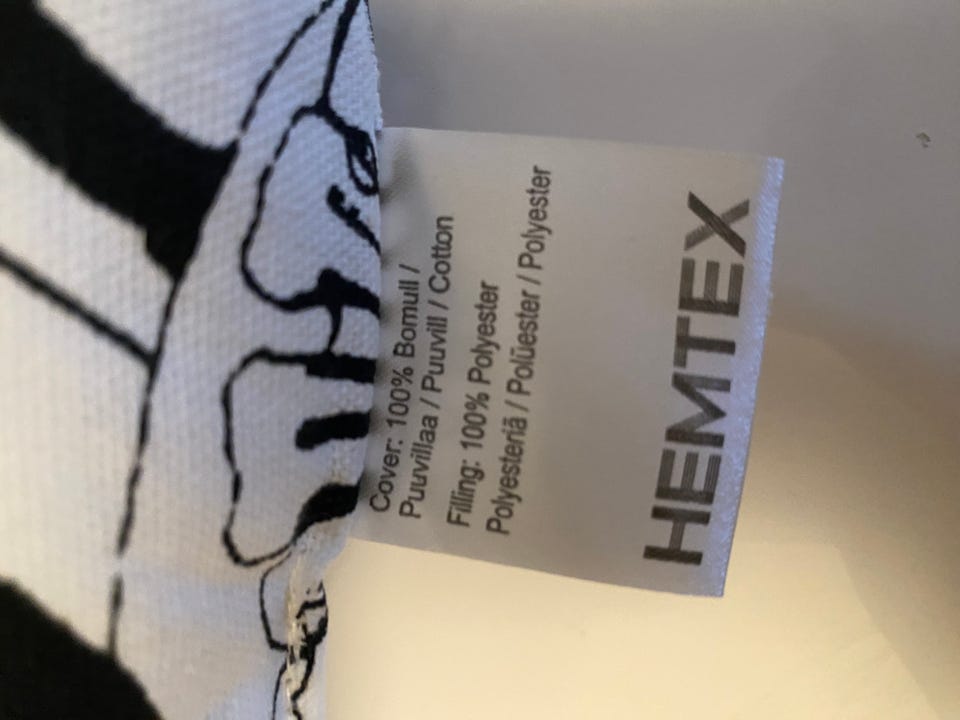 Cover: 100% Bomull /
Puuvillaa / Puuvill / Cotton
Filling: 100% Polyester
Polyesteriä / Polüester / Polyester
HEMTEX